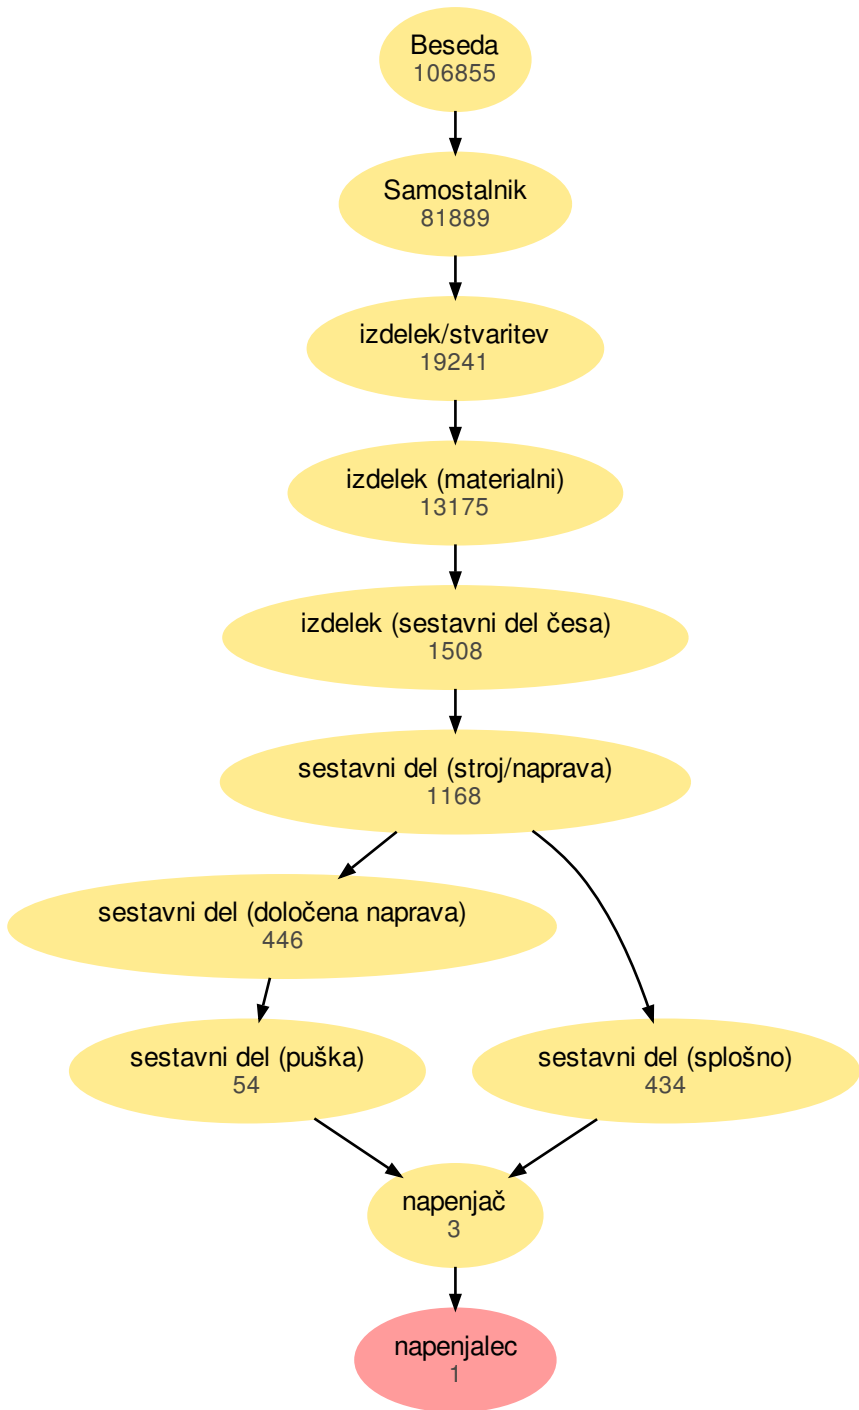 Beseda
106855
Samostalnik
81889
izdelek/stvaritev
19241
izdelek (materialni)
13175
izdelek (sestavni del česa)
1508
sestavni del (stroj/naprava)
1168
sestavni del (določena naprava)
446
sestavni del (puška)
54
sestavni del (splošno)
434
napenjač
3
napenjalec
1